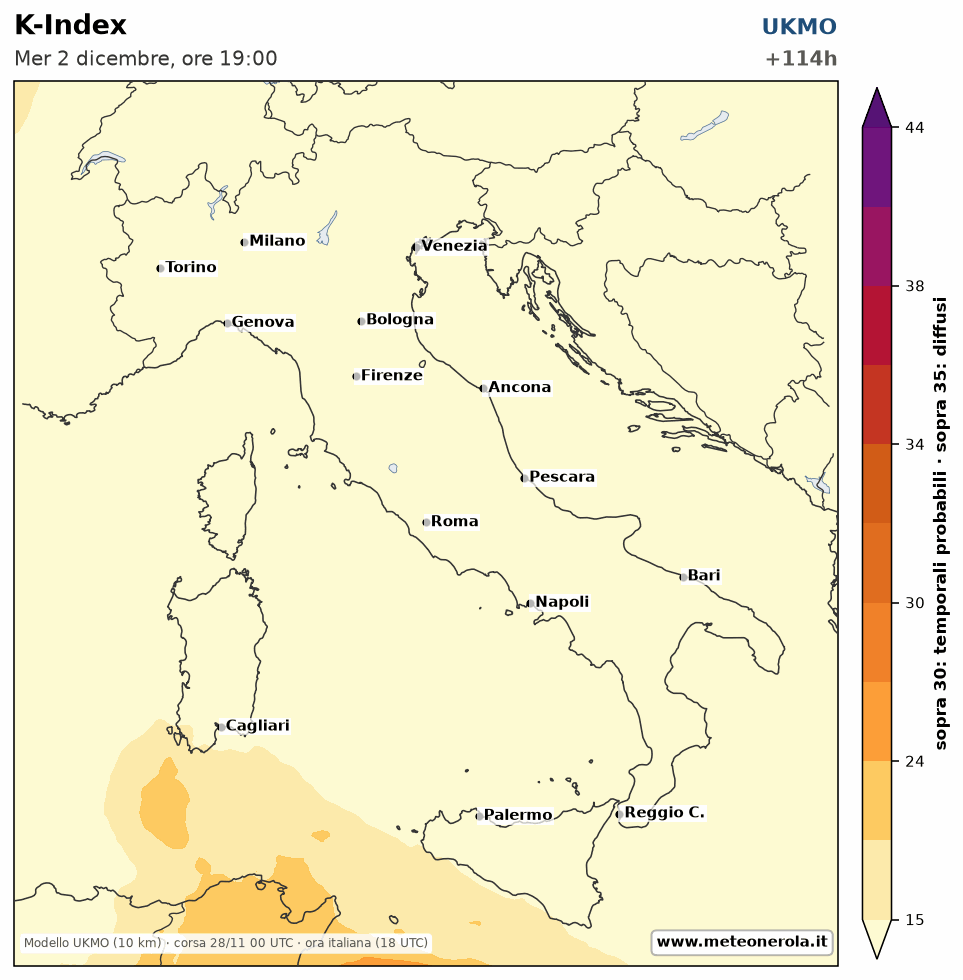 K-Index
UKMO
Mer 2 dicembre, ore 19:00
+114h
44
38
34
30
24
15
sopra 30: temporali probabili · sopra 35: diffusi
Milano
Venezia
Torino
Genova
Bologna
Firenze
Ancona
Pescara
Roma
Bari
Napoli
Cagliari
Palermo
Reggio C.
Modello UKMO (10 km) · corsa 28/11 00 UTC · ora italiana (18 UTC)
www.meteonerola.it